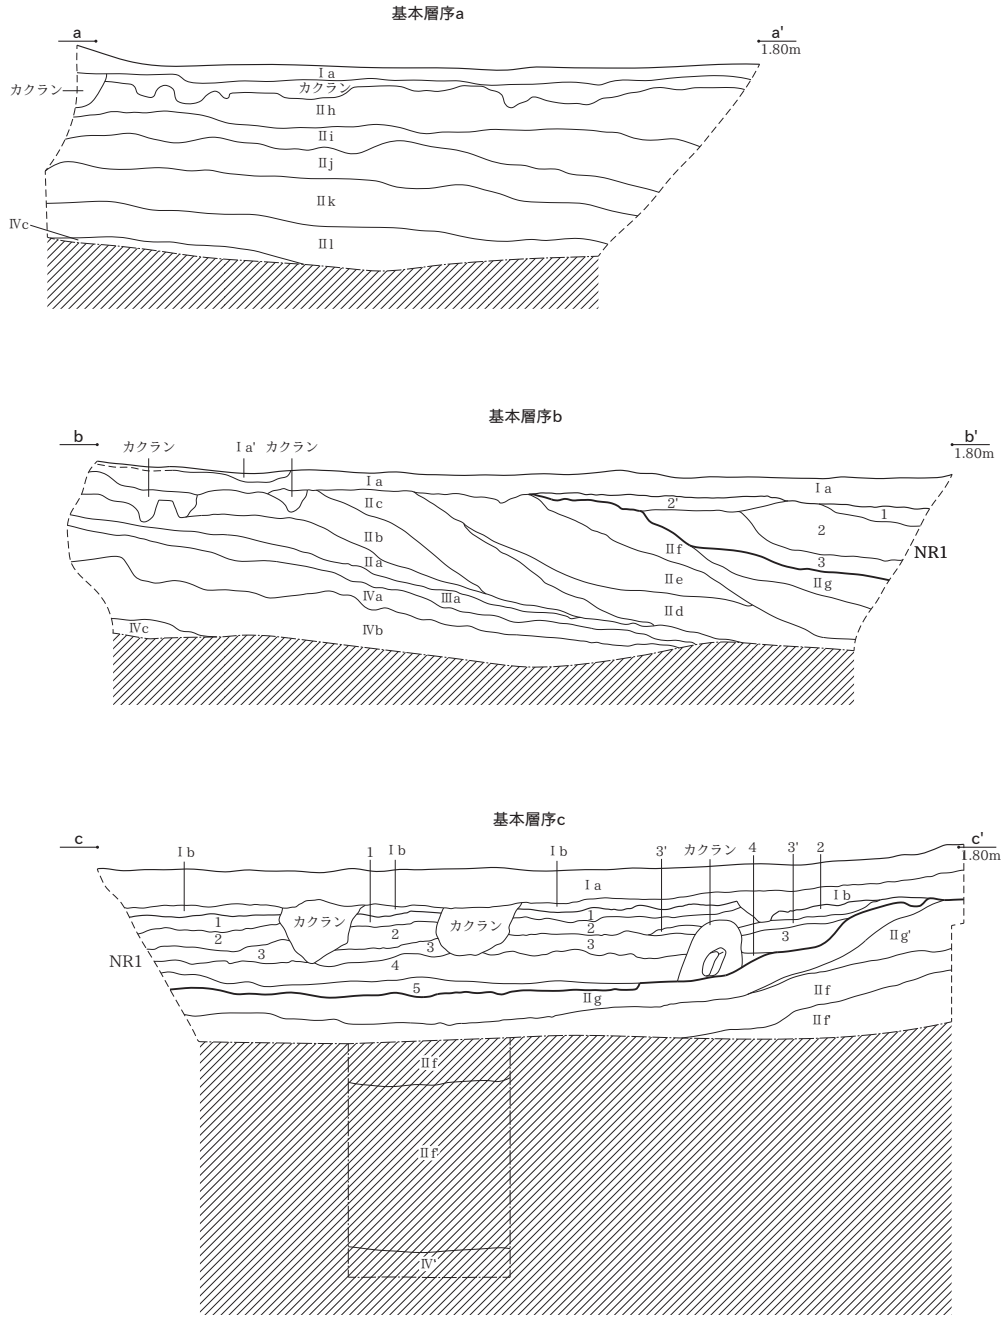 基本層序a
a a'
1.80m
Ⅰa
カクラン カクラン
Ⅱh
Ⅱi
Ⅱj
Ⅱk
Ⅳc
Ⅱl
基本層序b
b b'
カクラン Ⅰa' カクラン
1.80m
Ⅰa Ⅰa
Ⅱc 2' 1
2
Ⅱb
Ⅱf NR1
Ⅱa 3
Ⅱe Ⅱg
Ⅳa Ⅲa
Ⅱd
Ⅳc Ⅳb
基本層序c
c c'
Ⅰb 1 Ⅰb Ⅰb 3' カクラン 4 3' 2
1.80m
Ⅰa
Ⅰb
1 カクラン カクラン 1
2 2 2
3 3 3 3 Ⅱg'
NR1 4
5 Ⅱg Ⅱf
Ⅱf'
Ⅱf
Ⅱf'
Ⅳ'